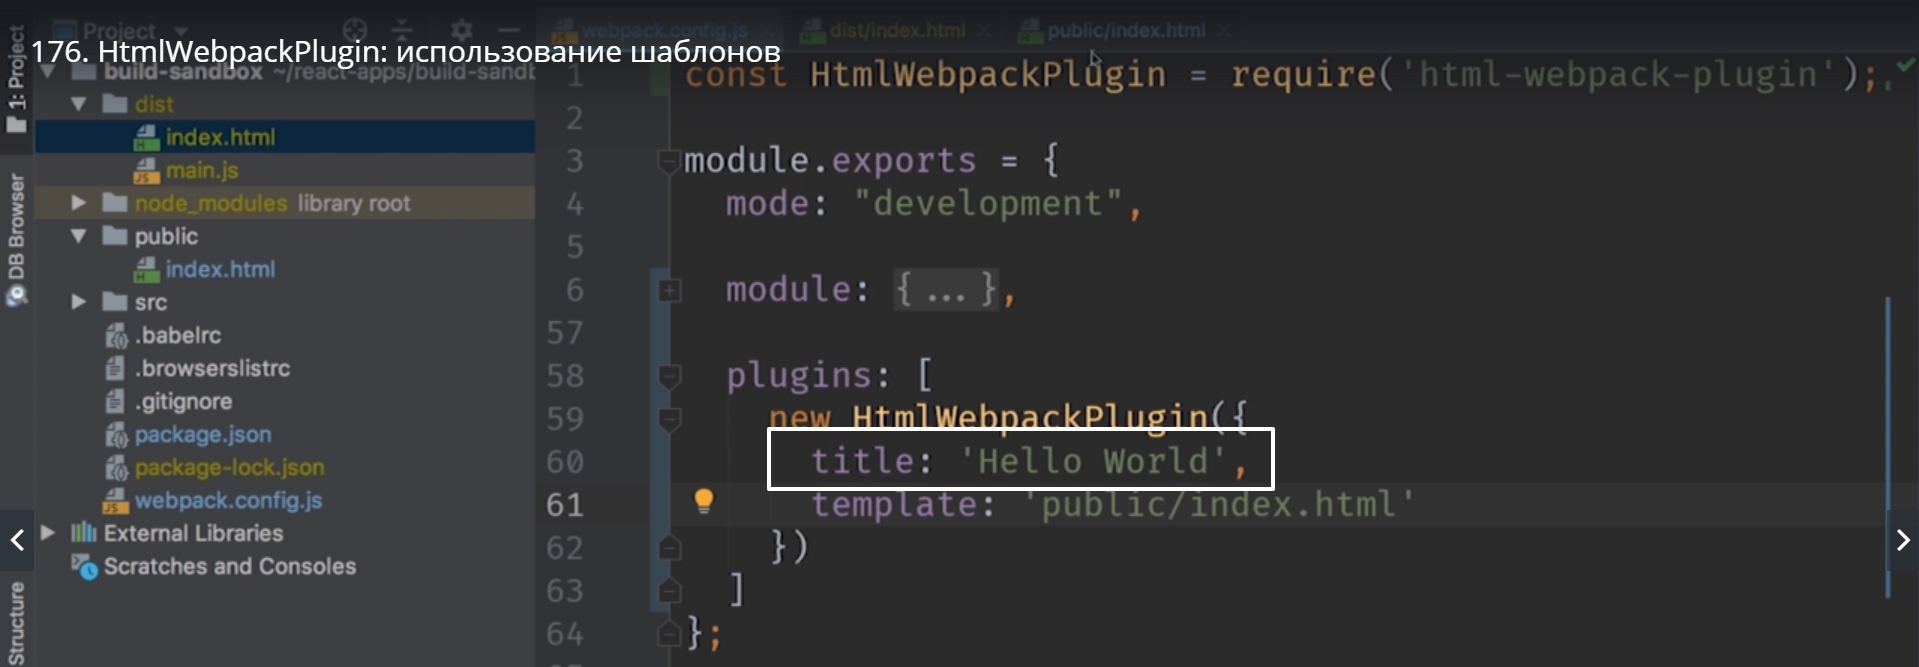 176. HtmlWebpackPlugin: использование шаблонов
1: Project
DB Browser
Structure
Project
build-sandbox ~/react-apps/build-sandb
dist
index.html
main.js
node_modules library root
public
index.html
src
.babelrc
.browserslistrc
.gitignore
package.json
package-lock.json
webpack.config.js
External Libraries
Scratches and Consoles
webpack.config.js
dist/index.html
public/index.html
1 const HtmlWebpackPlugin = require('html-webpack-plugin');
2
3 module.exports = {
4 mode: "development",
5
6 module: {...},
57
58 plugins: [
59 new HtmlWebpackPlugin({
60 title: 'Hello World',
61 template: 'public/index.html'
62 })
63 ]
64 };